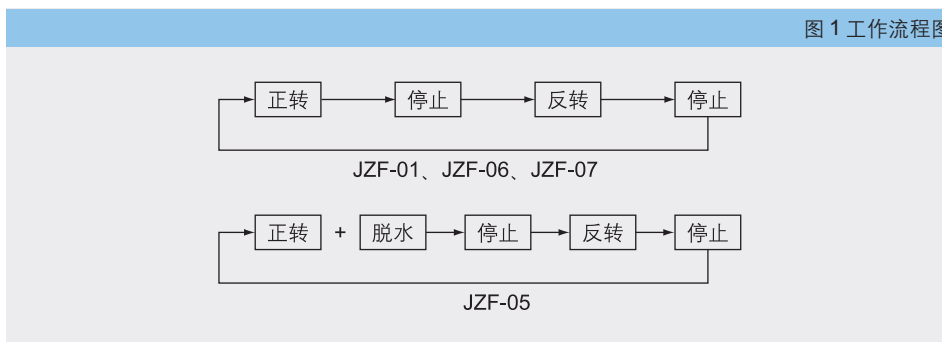 图 1 工作流程图
正转 停止 反转 停止
JZF-01、JZF-06、JZF-07
正转 + 脱水 停止 反转 停止
JZF-05